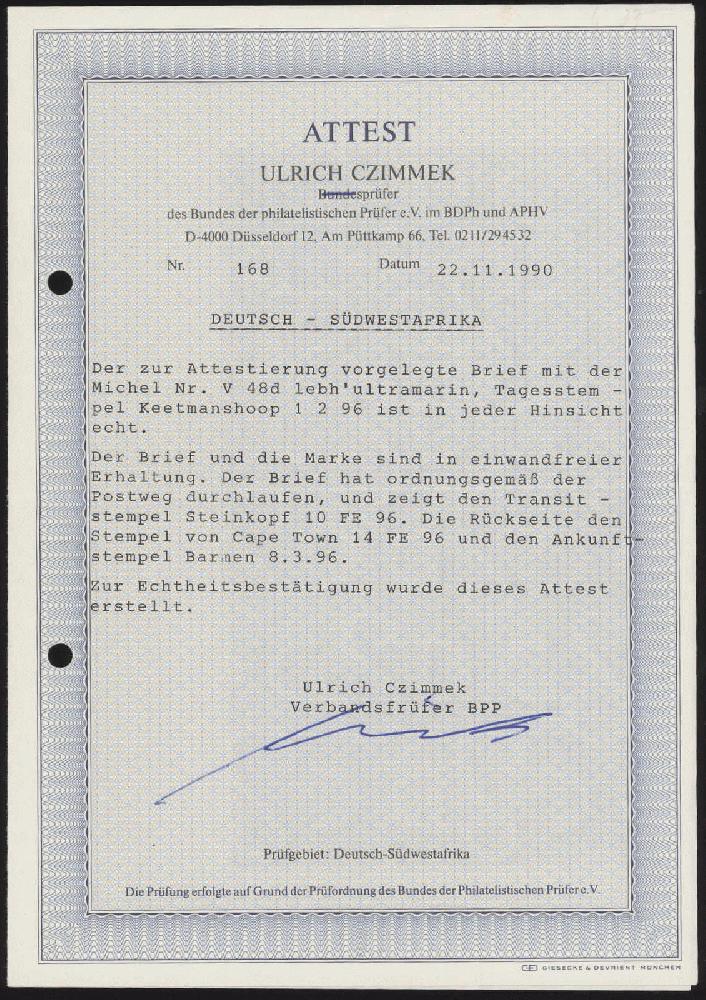 ATTEST
ULRICH CZIMMEK
Bundesprüfer
des Bundes der philatelistischen Prüfer e.V. im BDPh und APHV
D-4000 Düsseldorf 12, Am Püttkamp 66, Tel. 0211/294532
Nr. 168 Datum 22.11.1990
DEUTSCH - SÜDWESTAFRIKA
Der zur Attestierung vorgelegte Brief mit der
Michel Nr. V 48d lebh'ultramarin, Tagesstem -
pel Keetmanshoop 1 2 96 ist in jeder Hinsicht
echt.
Der Brief und die Marke sind in einwandfreier
Erhaltung. Der Brief hat ordnungsgemäß der
Postweg durchlaufen, und zeigt den Transit -
stempel Steinkopf 10 FE 96. Die Rückseite den
Stempel von Cape Town 14 FE 96 und den Ankunft-
stempel Barmen 8.3.96.
Zur Echtheitsbestätigung wurde dieses Attest
erstellt.
Ulrich Czimmek
Verbandsfrüfer BPP
Prüfgebiet: Deutsch-Südwestafrika
Die Prüfung erfolgte auf Grund der Prüfordnung des Bundes der Philatelistischen Prüfer e.V.
GIESECKE & DEVRIENT MÜNCHEN